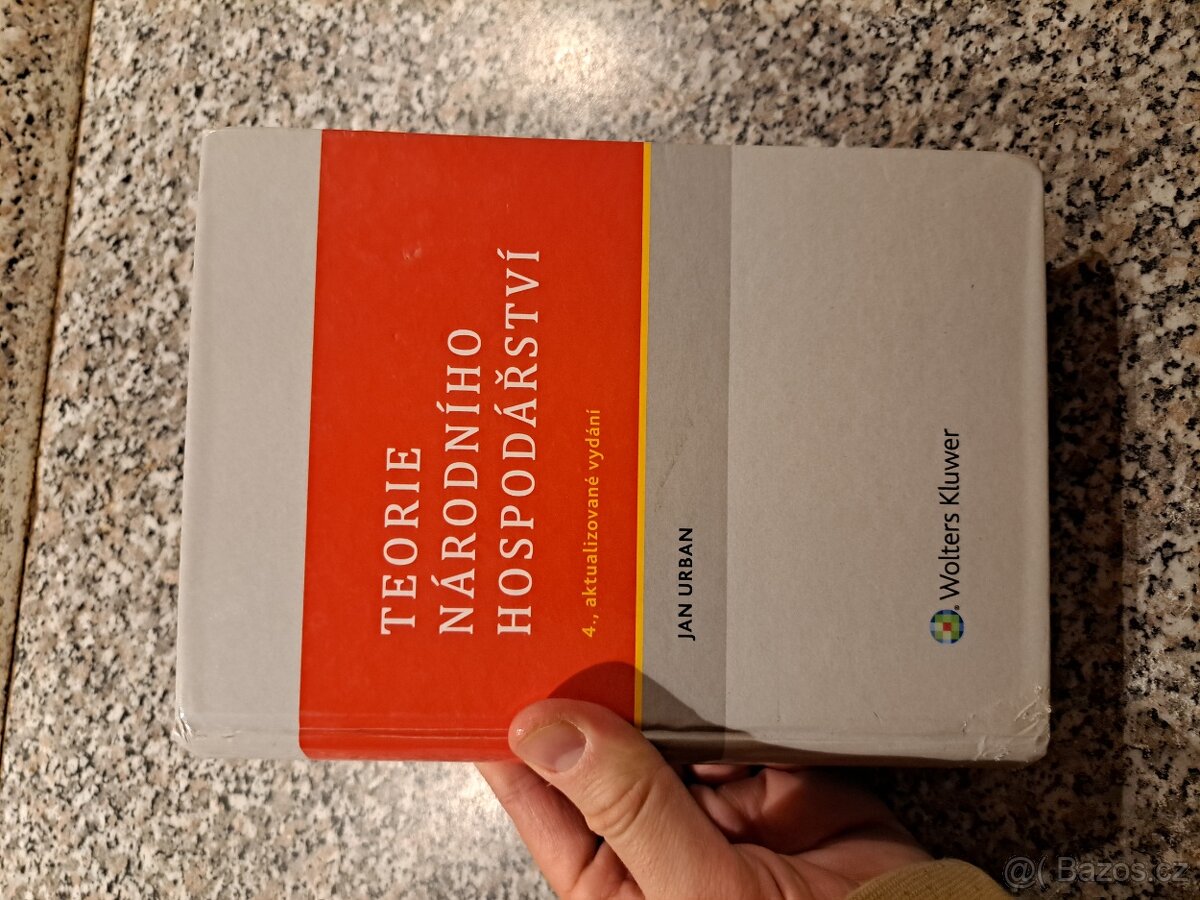 TEORIE
NÁRODNÍHO
HOSPODÁŘSTVÍ
4., aktualizované vydání
JAN URBAN
Wolters Kluwer
@( Bazos.cz